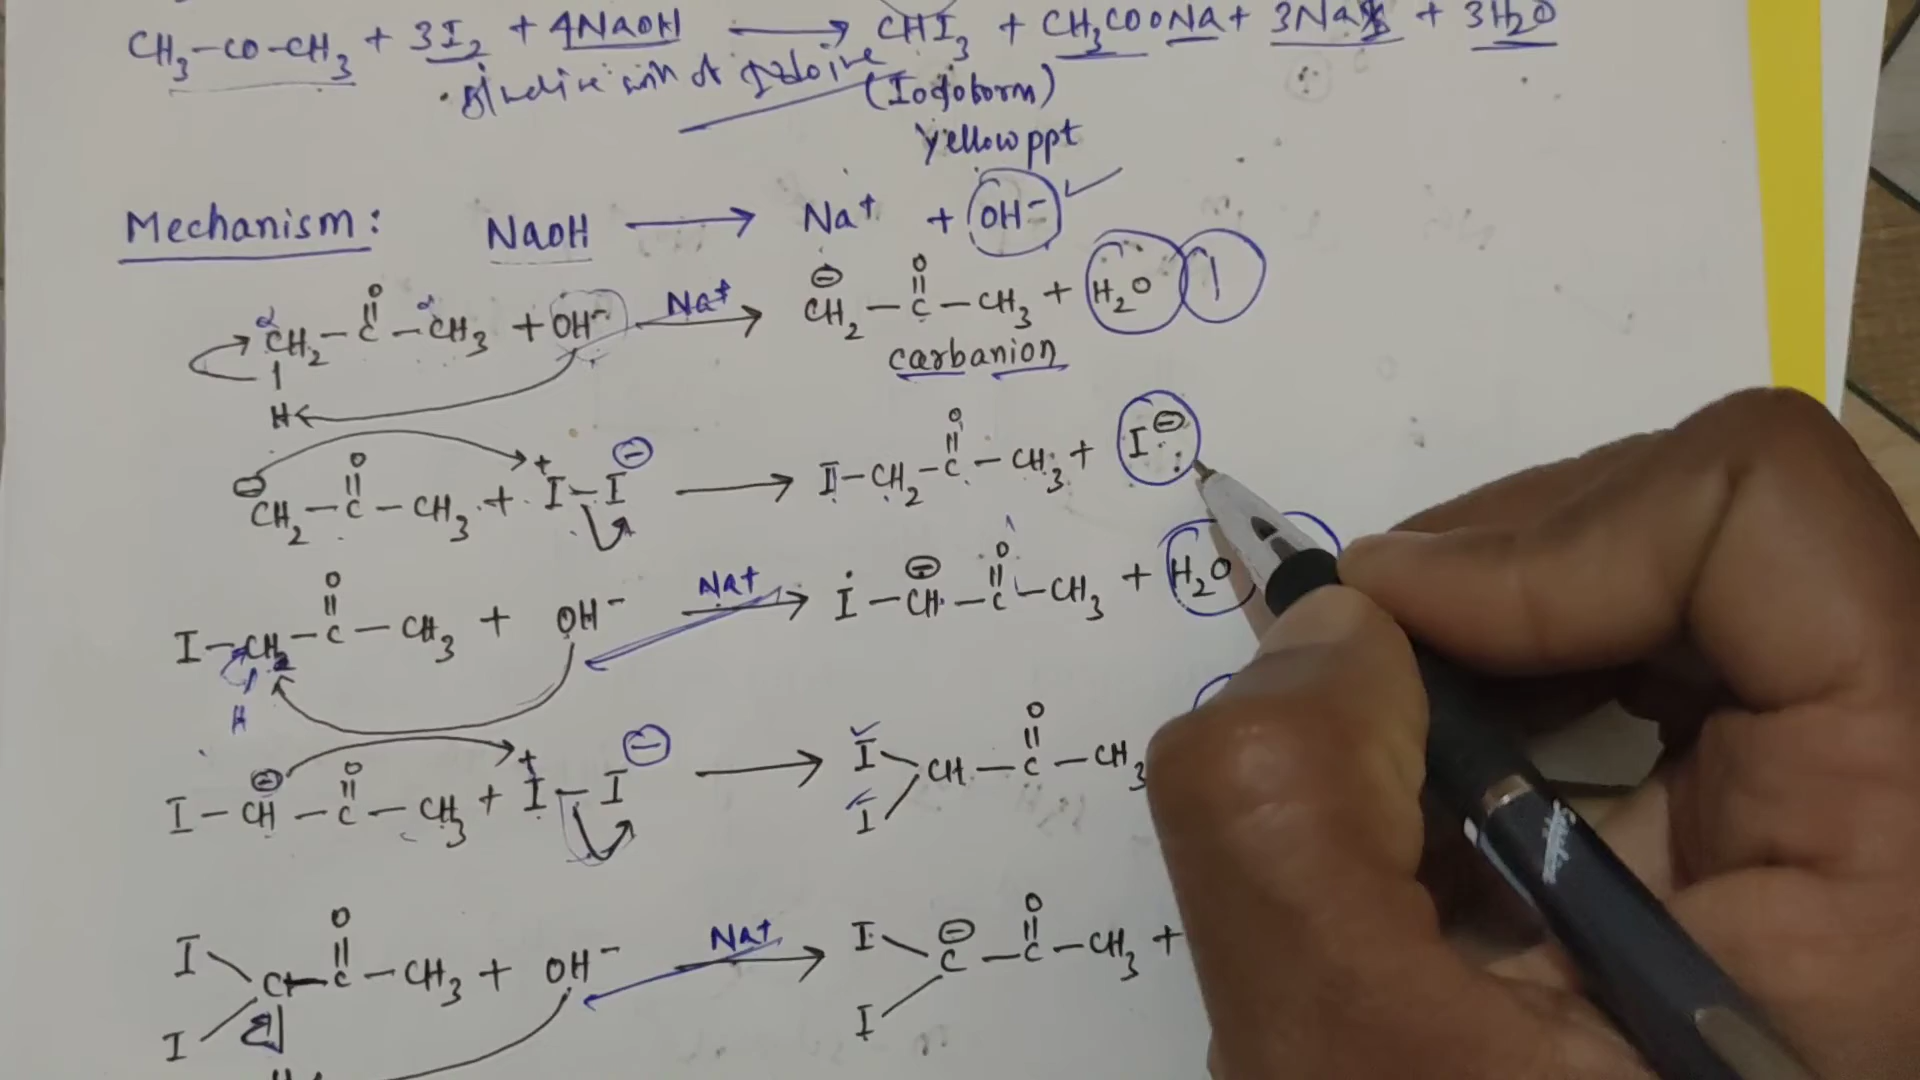 CH₃-CO-CH₃ + 3I₂ + 4NaOH ⟶ CHI₃ + CH₃COONa + 3NaI + 3H₂O
(Iodoform)
yellow ppt
Mechanism: NaOH ⟶ Na⁺ + OH⁻
O O
α CH₂ - C - α CH₃ + OH⁻ Na⁺ ⟶ ⊖ CH₂ - C - CH₃ + H₂O 1
H carbanion
O O
⊖ CH₂ - C - CH₃ + ⁺I - I ⊖ ⟶ I - CH₂ - C - CH₃ + I⊖
O O
I - CH₂ - C - CH₃ + OH⁻ Na⁺ ⟶ I - ⊖ CH - C - CH₃ + H₂O
H
O O
I - ⊖ CH - C - CH₃ + ⁺I - I ⊖ ⟶ I CH - C - CH₃
I
O O
I C - C - CH₃ + OH⁻ Na⁺ ⟶ I ⊖ C - C - CH₃ +
I I
H